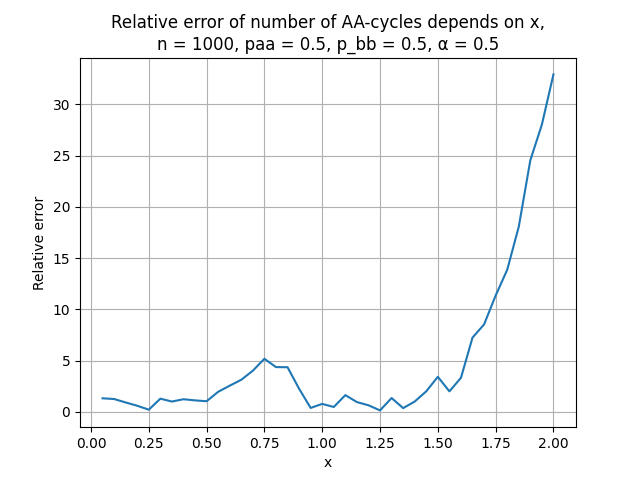 Relative error of number of AA-cycles depends on x,
n = 1000, paa = 0.5, p_bb = 0.5, α = 0.5
Relative error
30
25
20
15
10
5
0
0.00 0.25 0.50 0.75 1.00 1.25 1.50 1.75 2.00
x